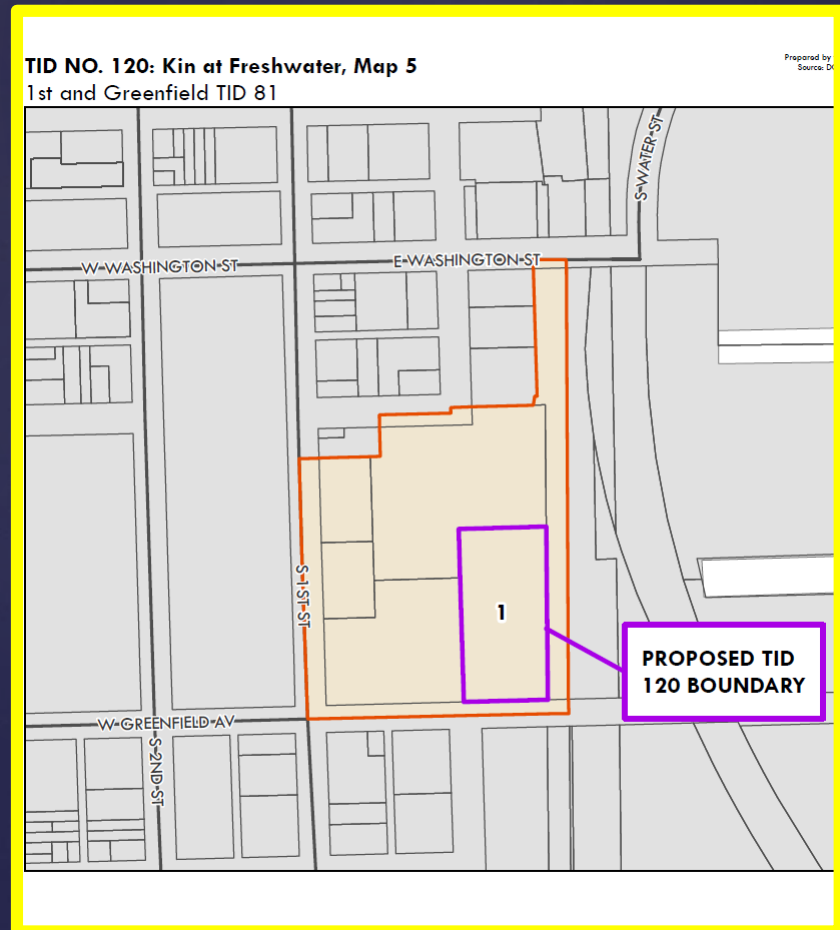 TID NO. 120: Kin at Freshwater, Map 5
1st and Greenfield TID 81
Prepared by
Source:
S WATER ST
W WASHINGTON ST
E WASHINGTON ST
S 1ST ST
1
PROPOSED TID
120 BOUNDARY
W GREENFIELD AV
S 2ND ST